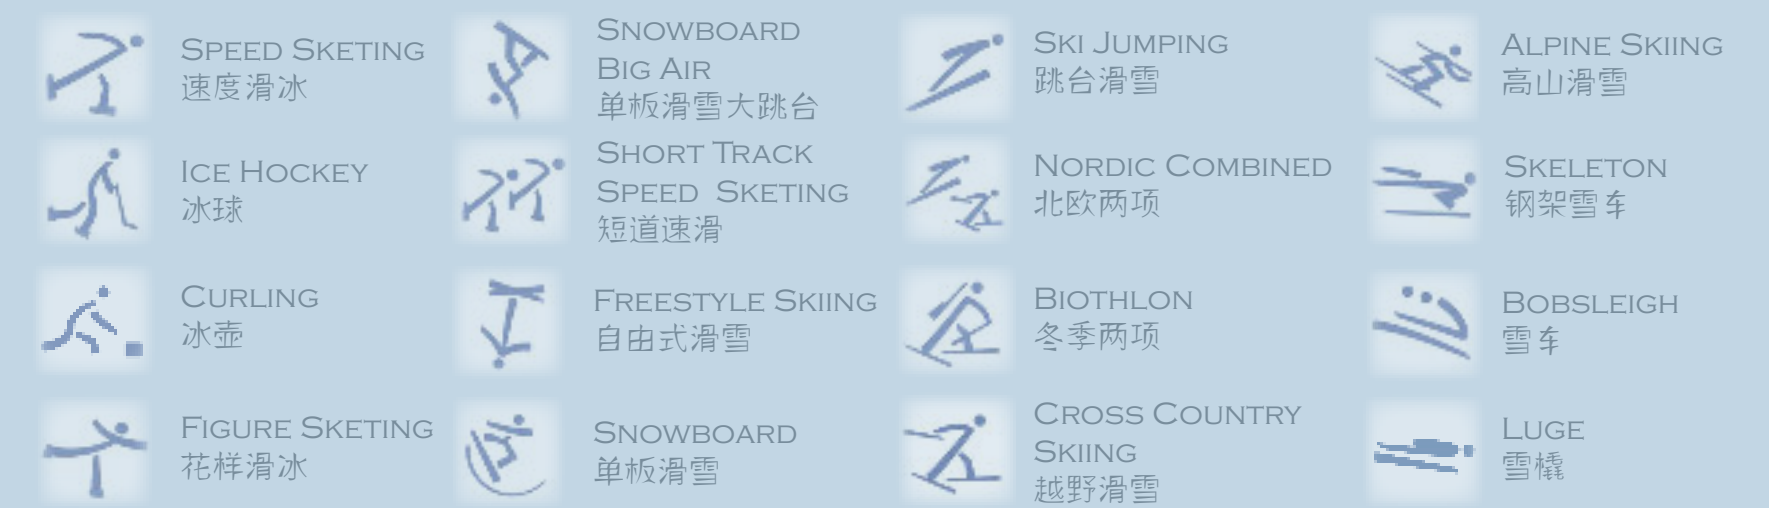 SPEED SKETING
速度滑冰
SNOWBOARD
BIG AIR
单板滑雪大跳台
SKI JUMPING
跳台滑雪
ALPINE SKIING
高山滑雪
ICE HOCKEY
冰球
SHORT TRACK
SPEED SKETING
短道速滑
NORDIC COMBINED
北欧两项
SKELETON
钢架雪车
CURLING
冰壶
FREESTYLE SKIING
自由式滑雪
BIOTHLON
冬季两项
BOBSLEIGH
雪车
FIGURE SKETING
花样滑冰
SNOWBOARD
单板滑雪
CROSS COUNTRY
SKIING
越野滑雪
LUGE
雪橇